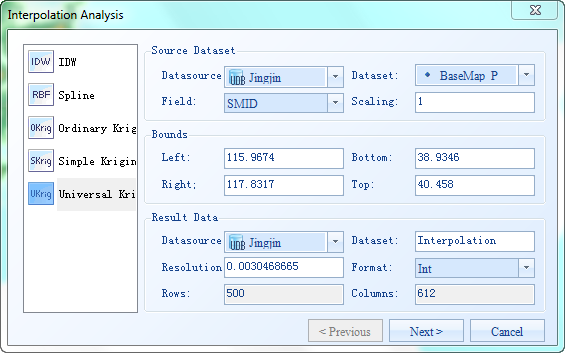 Interpolation Analysis
IDW IDW
RBF Spline
OKrig Ordinary Krig
SKrig Simple Krigin
UKrig Universal Kri
Source Dataset
Datasource UDB Jingjin Dataset: BaseMap_P
Field: SMID Scaling: 1
Bounds
Left: 115.9674 Bottom: 38.9346
Right; 117.8317 Top: 40.458
Result Data
Datasource UDB Jingjin Dataset: Interpolation
Resolution 0.0030468665 Format: Int
Rows: 500 Columns: 612
< Previous Next > Cancel